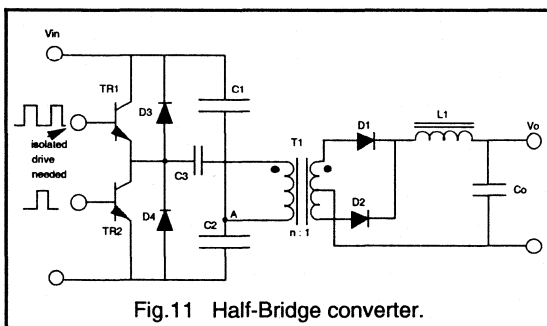 Vin
TR1
isolated
drive
needed
TR2
D3
D4
C3
C1
C2
A
T1
n : 1
D1
D2
L1
Vo
Co
Fig.11 Half-Bridge converter.